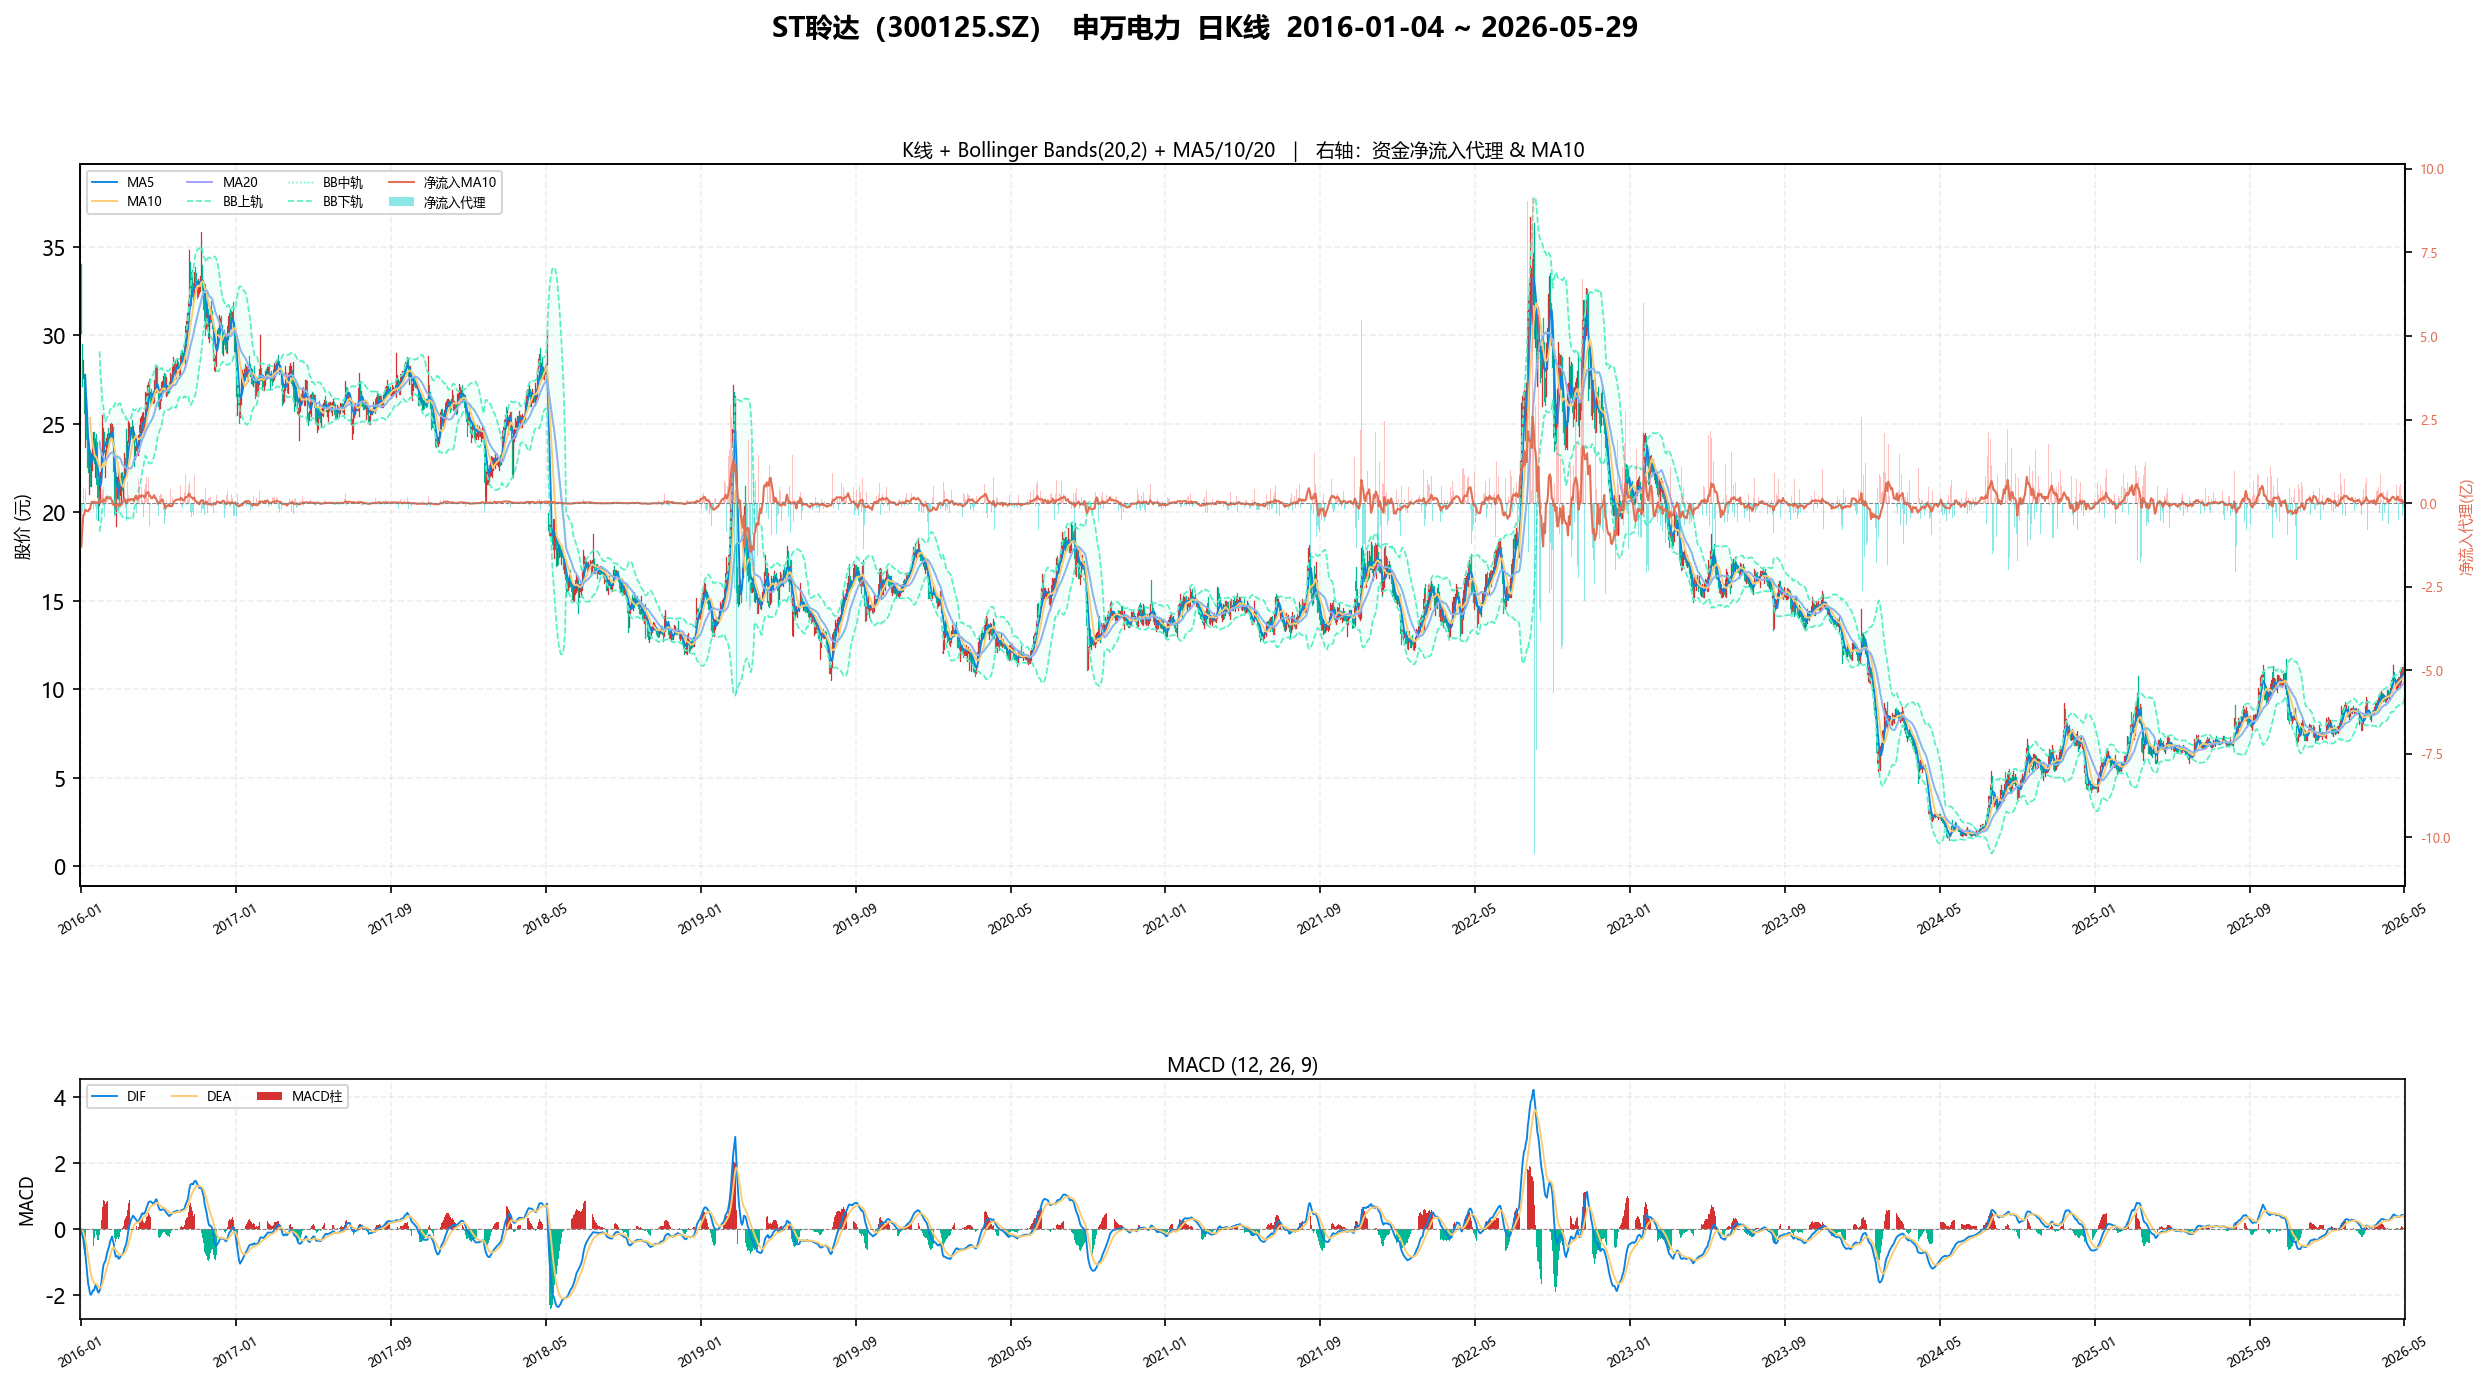 ST聆达（300125.SZ） 申万电力 日K线 2016-01-04 ~ 2026-05-29
K线 + Bollinger Bands(20,2) + MA5/10/20 | 右轴：资金净流入代理 & MA10
MA5 MA20 BB中轨 净流入MA10
MA10 BB上轨 BB下轨 净流入代理
股价 (元)
35
30
25
20
15
10
5
0
10.0
7.5
5.0
2.5
0.0
-2.5
-5.0
-7.5
-10.0
净流入代理(亿)
2016-01 2017-01 2017-09 2018-05 2019-01 2019-09 2020-05 2021-01 2021-09 2022-05 2023-01 2023-09 2024-05 2025-01 2025-09 2026-05
MACD (12, 26, 9)
DIF DEA MACD柱
MACD
4
2
0
-2
2016-01 2017-01 2017-09 2018-05 2019-01 2019-09 2020-05 2021-01 2021-09 2022-05 2023-01 2023-09 2024-05 2025-01 2025-09 2026-05